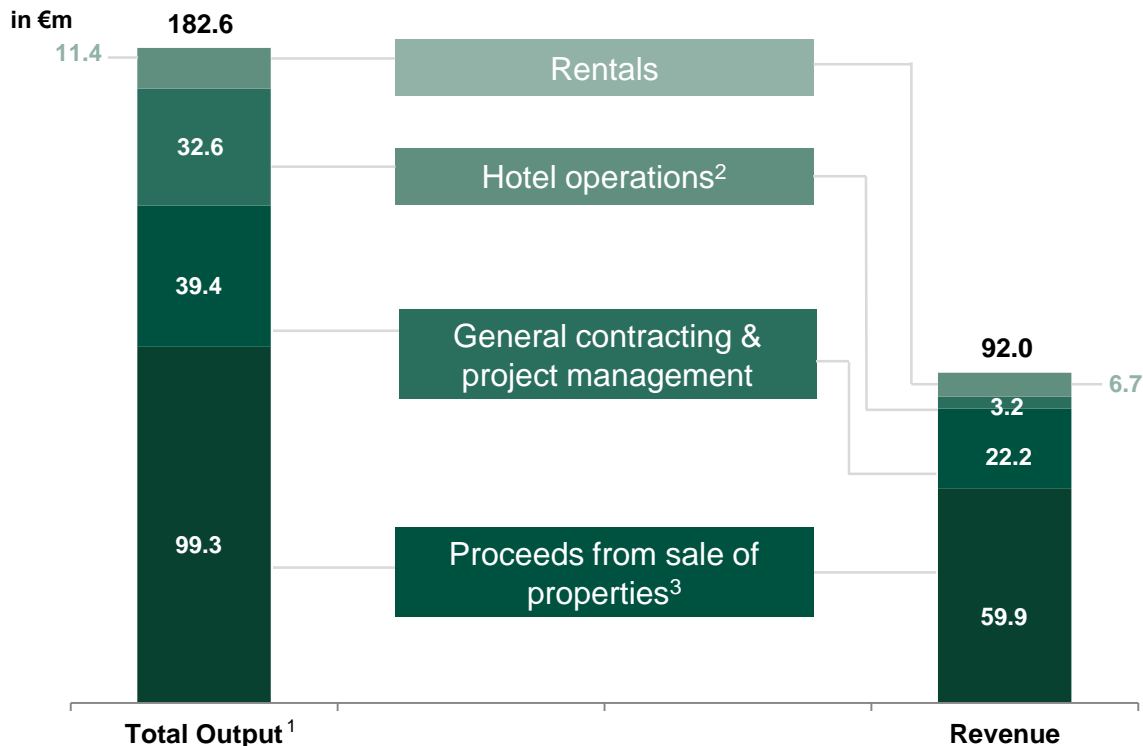 in €m
182.6
11.4
Rentals
32.6
Hotel operations²
39.4
General contracting &
project management
92.0
6.7
3.2
22.2
99.3
Proceeds from sale of
properties³
59.9
Total Output ¹
Revenue